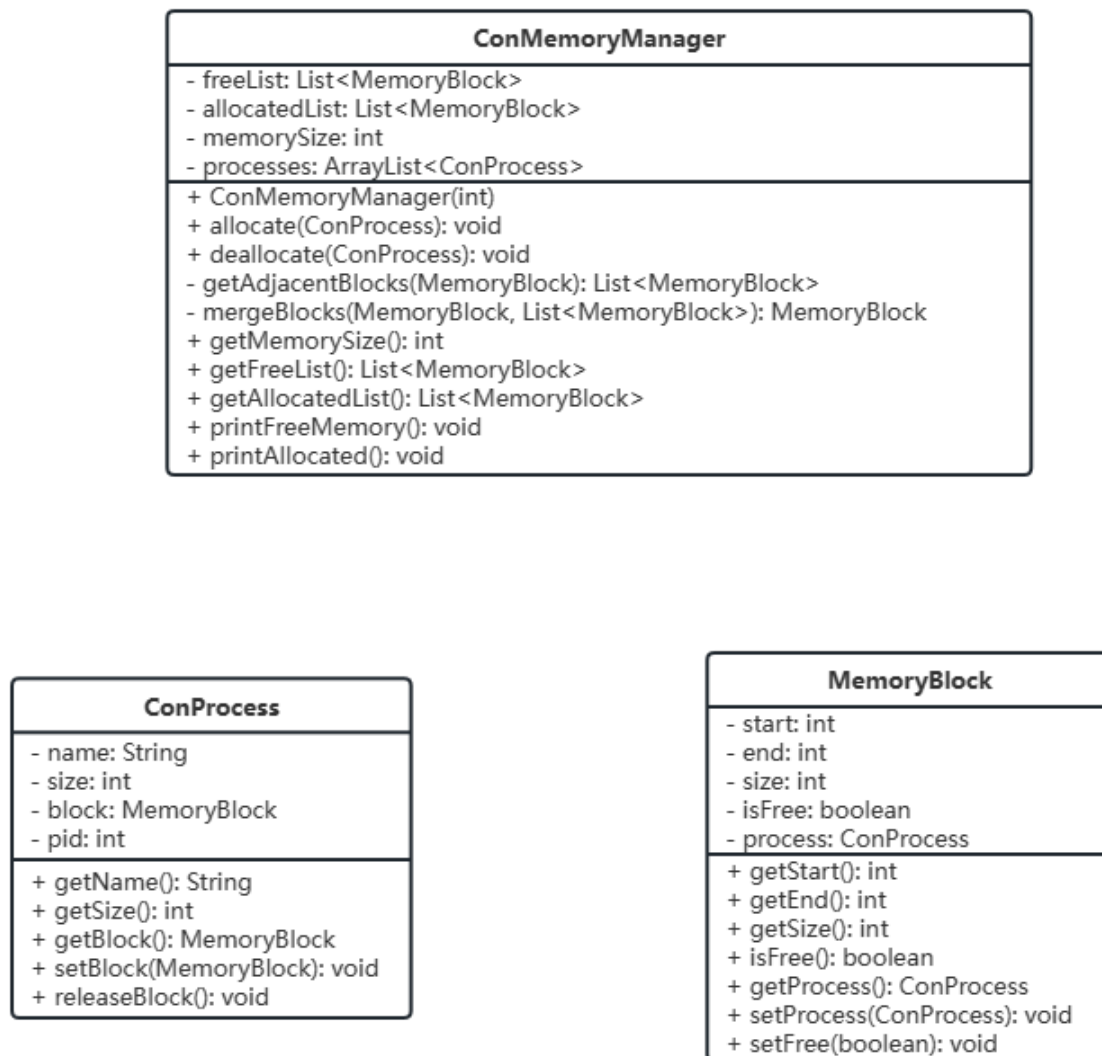 ConMemoryManager
- freeList: List<MemoryBlock>
- allocatedList: List<MemoryBlock>
- memorySize: int
- processes: ArrayList<ConProcess>
+ ConMemoryManager(int)
+ allocate(ConProcess): void
+ deallocate(ConProcess): void
- getAdjacentBlocks(MemoryBlock): List<MemoryBlock>
- mergeBlocks(MemoryBlock, List<MemoryBlock>): MemoryBlock
+ getMemorySize(): int
+ getFreeList(): List<MemoryBlock>
+ getAllocatedList(): List<MemoryBlock>
+ printFreeMemory(): void
+ printAllocated(): void
ConProcess
- name: String
- size: int
- block: MemoryBlock
- pid: int
+ getName(): String
+ getSize(): int
+ getBlock(): MemoryBlock
+ setBlock(MemoryBlock): void
+ releaseBlock(): void
MemoryBlock
- start: int
- end: int
- size: int
- isFree: boolean
- process: ConProcess
+ getStart(): int
+ getEnd(): int
+ getSize(): int
+ isFree(): boolean
+ getProcess(): ConProcess
+ setProcess(ConProcess): void
+ setFree(boolean): void